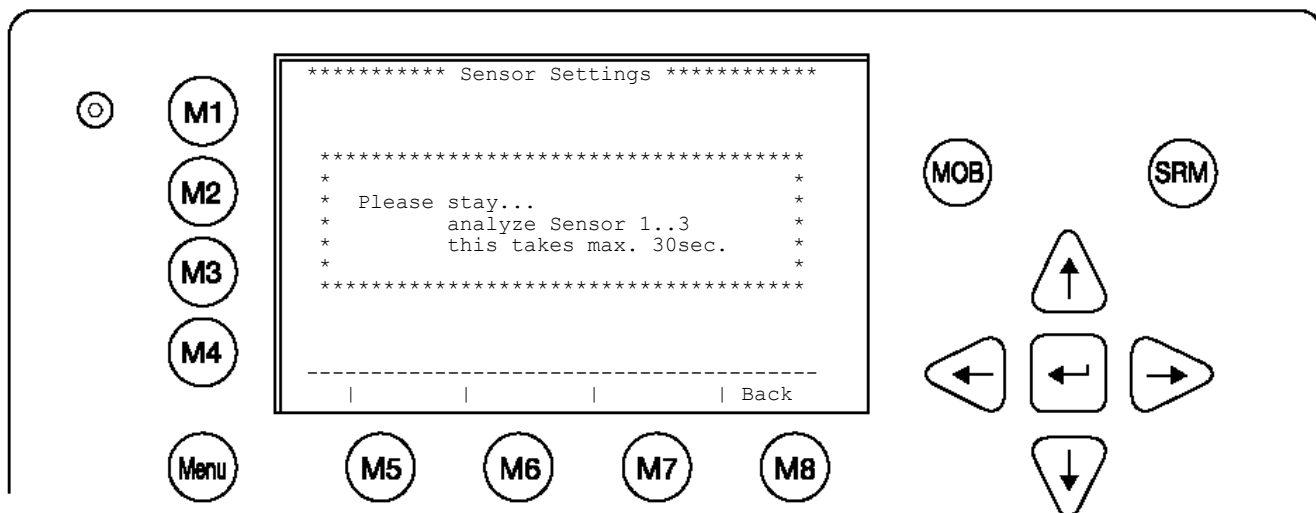 *********** Sensor Settings ************
M1
**************************************
* *
M2
* Please stay... *
* analyze Sensor 1..3 *
* this takes max. 30sec. *
* *
**************************************
M3
M4
----------------------------------------
| | | | Back
MOB
SRM
Menu
M5
M6
M7
M8